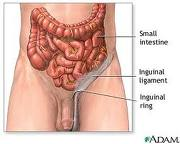 Small
intestine
Inguinal
ligament
Inguinal
ring
ADAM.